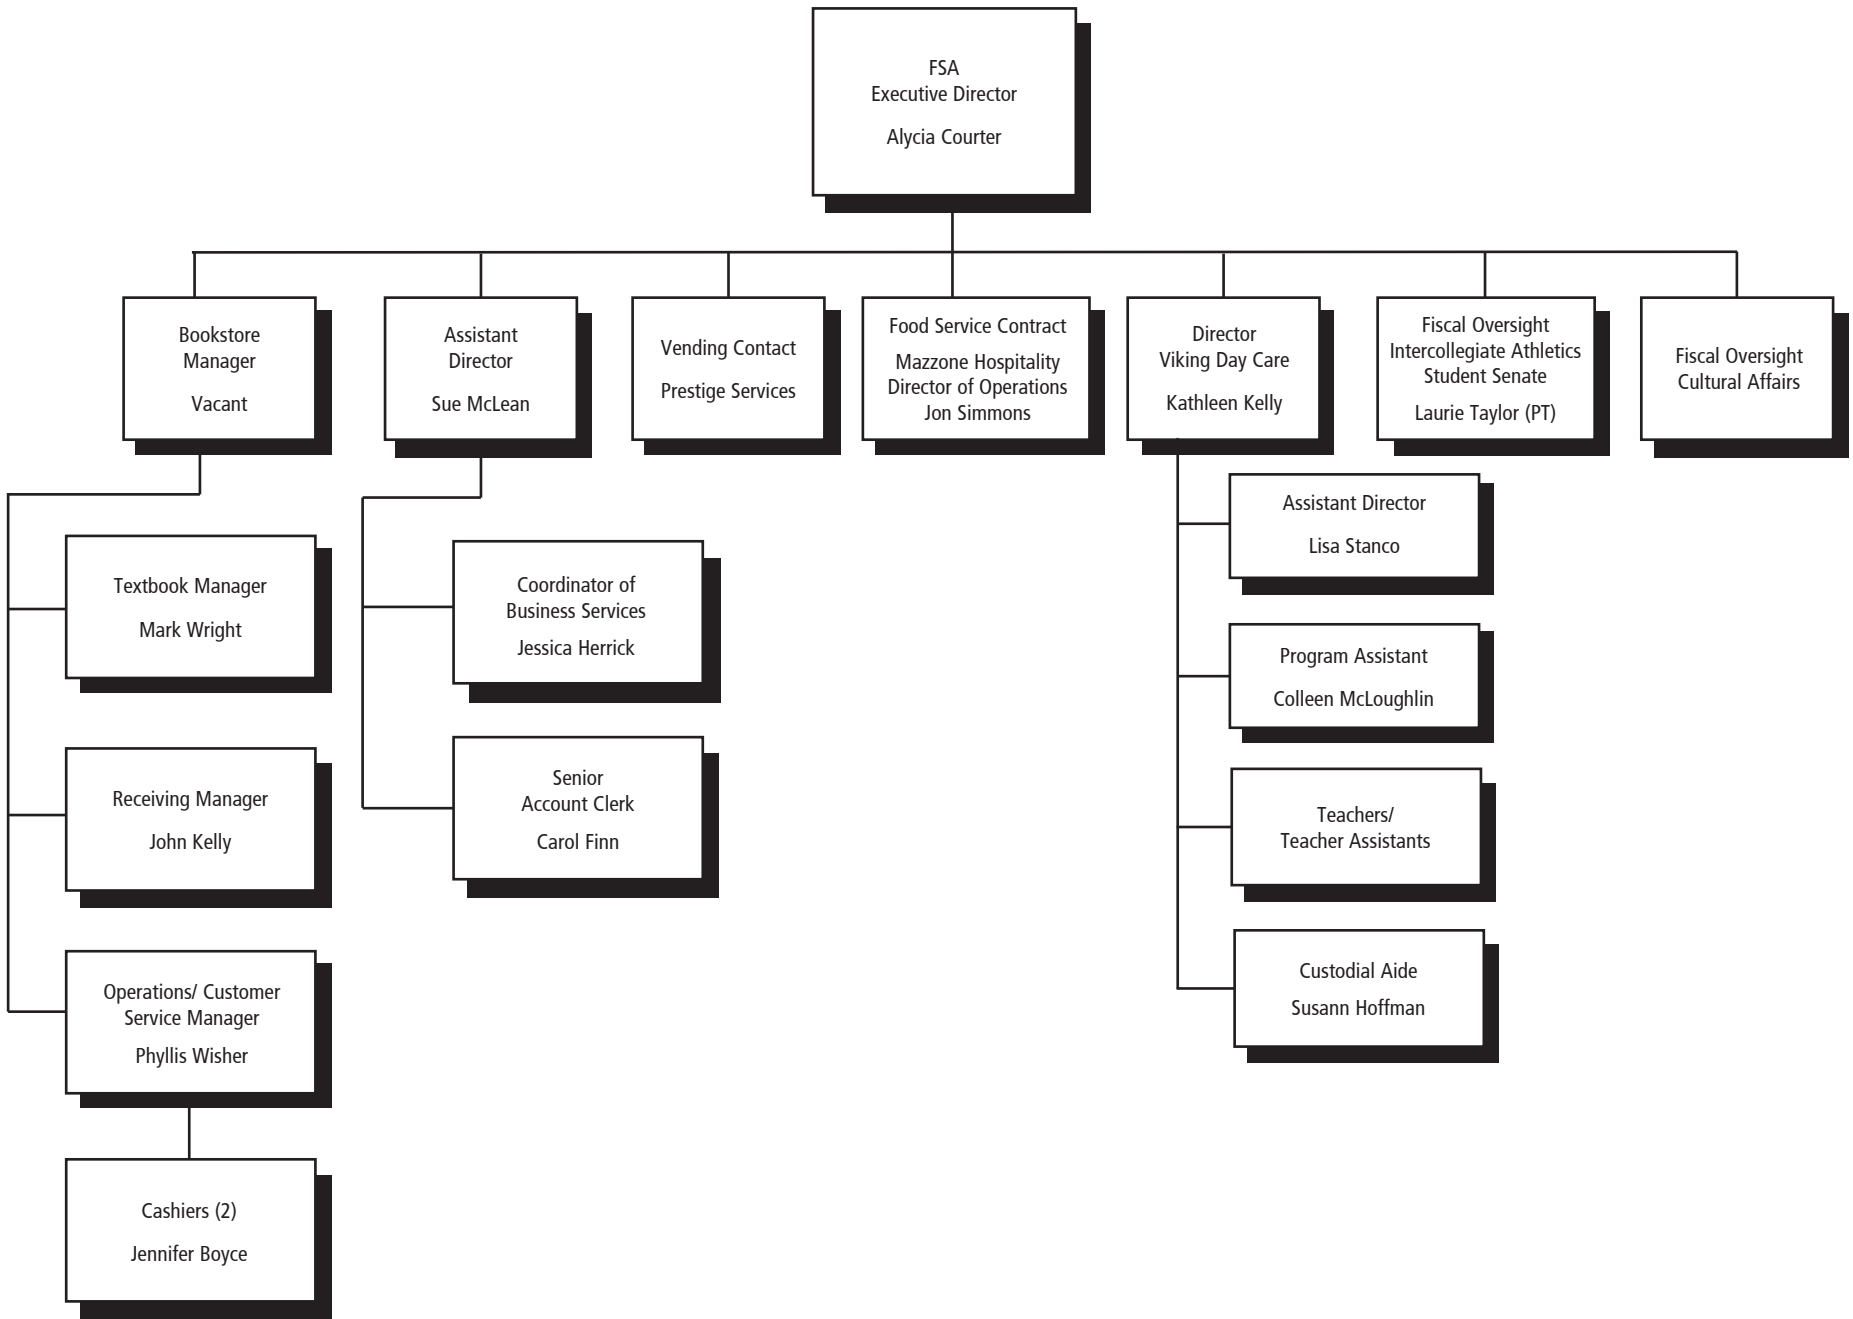 FSA
Executive Director
Alycia Courter
Bookstore
Manager
Vacant
Assistant
Director
Sue McLean
Vending Contact
Prestige Services
Food Service Contract
Mazzone Hospitality
Director of Operations
Jon Simmons
Director
Viking Day Care
Kathleen Kelly
Fiscal Oversight
Intercollegiate Athletics
Student Senate
Laurie Taylor (PT)
Fiscal Oversight
Cultural Affairs
Textbook Manager
Mark Wright
Receiving Manager
John Kelly
Operations/ Customer
Service Manager
Phyllis Wisher
Cashiers (2)
Jennifer Boyce
Coordinator of
Business Services
Jessica Herrick
Senior
Account Clerk
Carol Finn
Assistant Director
Lisa Stanco
Program Assistant
Colleen McLoughlin
Teachers/
Teacher Assistants
Custodial Aide
Susann Hoffman